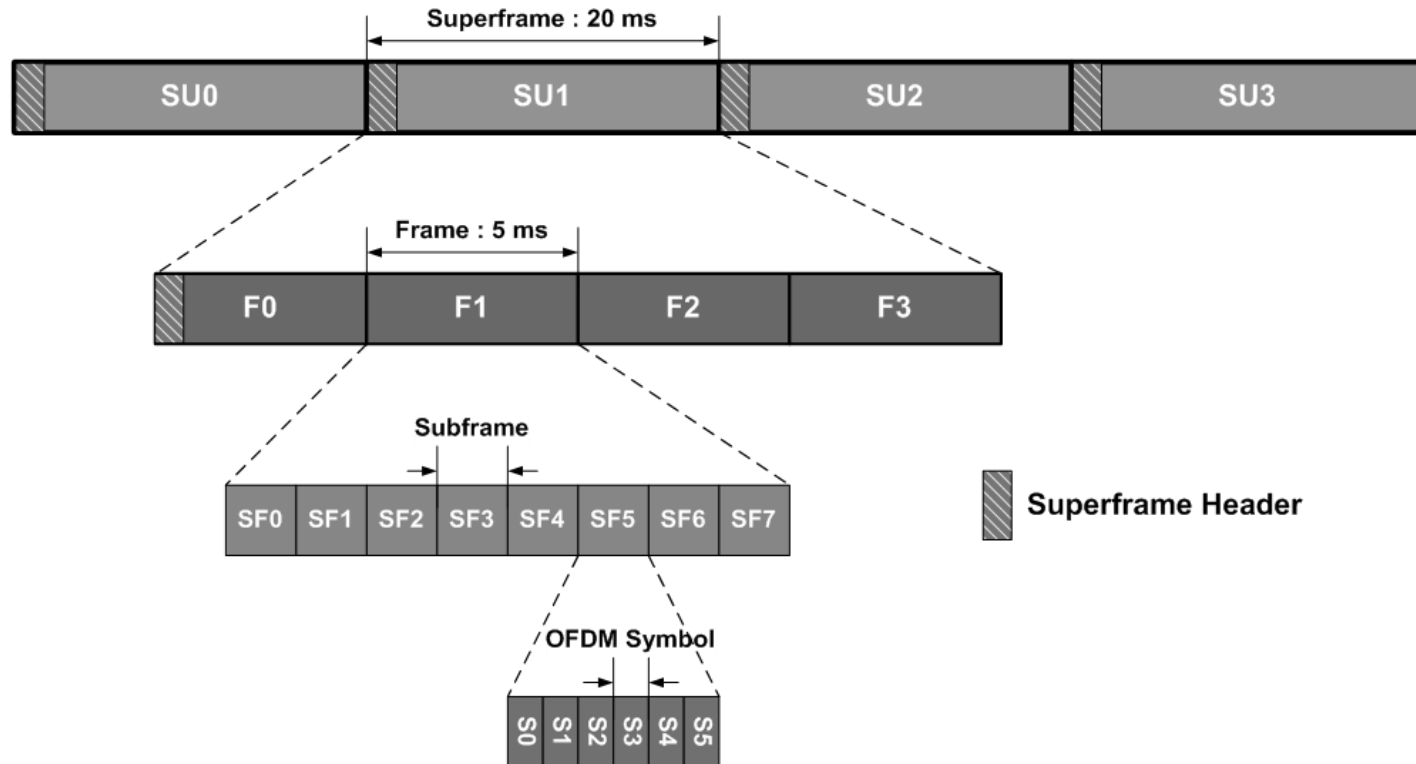 Superframe : 20 ms
SU0 SU1 SU2 SU3
Frame : 5 ms
F0 F1 F2 F3
Subframe
SF0 SF1 SF2 SF3 SF4 SF5 SF6 SF7
Superframe Header
OFDM Symbol
S0 S1 S2 S3 S4 S5